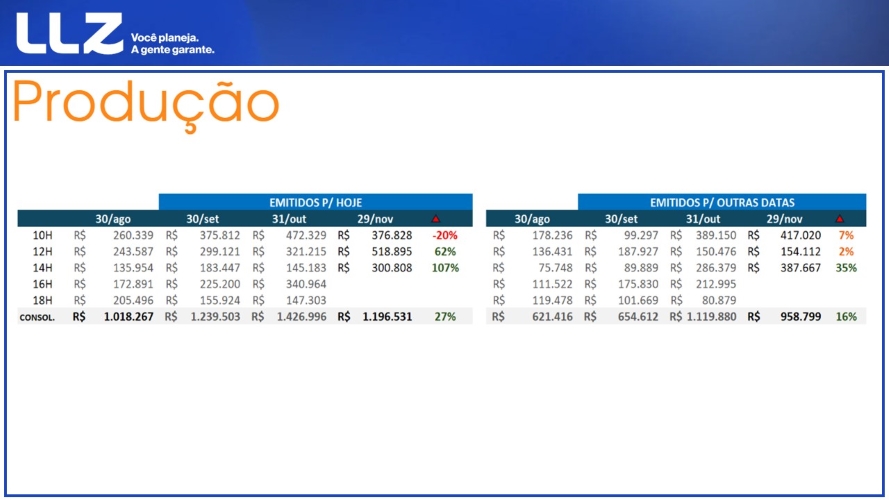 LLZ
Você planeja.
A gente garante.
Produção
EMITIDOS P/ HOJE
30/ago 30/set 31/out 29/nov
10H R$ 260.339 R$ 375.812 R$ 472.329 R$ 376.828 -20%
12H R$ 243.587 R$ 299.121 R$ 321.215 R$ 518.895 62%
14H R$ 135.954 R$ 183.447 R$ 145.183 R$ 300.808 107%
16H R$ 172.891 R$ 225.200 R$ 340.964
18H R$ 205.496 R$ 155.924 R$ 147.303
CONSOL. R$ 1.018.267 R$ 1.239.503 R$ 1.426.996 R$ 1.196.531 27%
EMITIDOS P/ OUTRAS DATAS
30/ago 30/set 31/out 29/nov
R$ 178.236 R$ 99.297 R$ 389.150 R$ 417.020 7%
R$ 136.431 R$ 187.927 R$ 150.476 R$ 154.112 2%
R$ 75.748 R$ 89.889 R$ 286.379 R$ 387.667 35%
R$ 111.522 R$ 175.830 R$ 212.995
R$ 119.478 R$ 101.669 R$ 80.879
R$ 621.416 R$ 654.612 R$ 1.119.880 R$ 958.799 16%